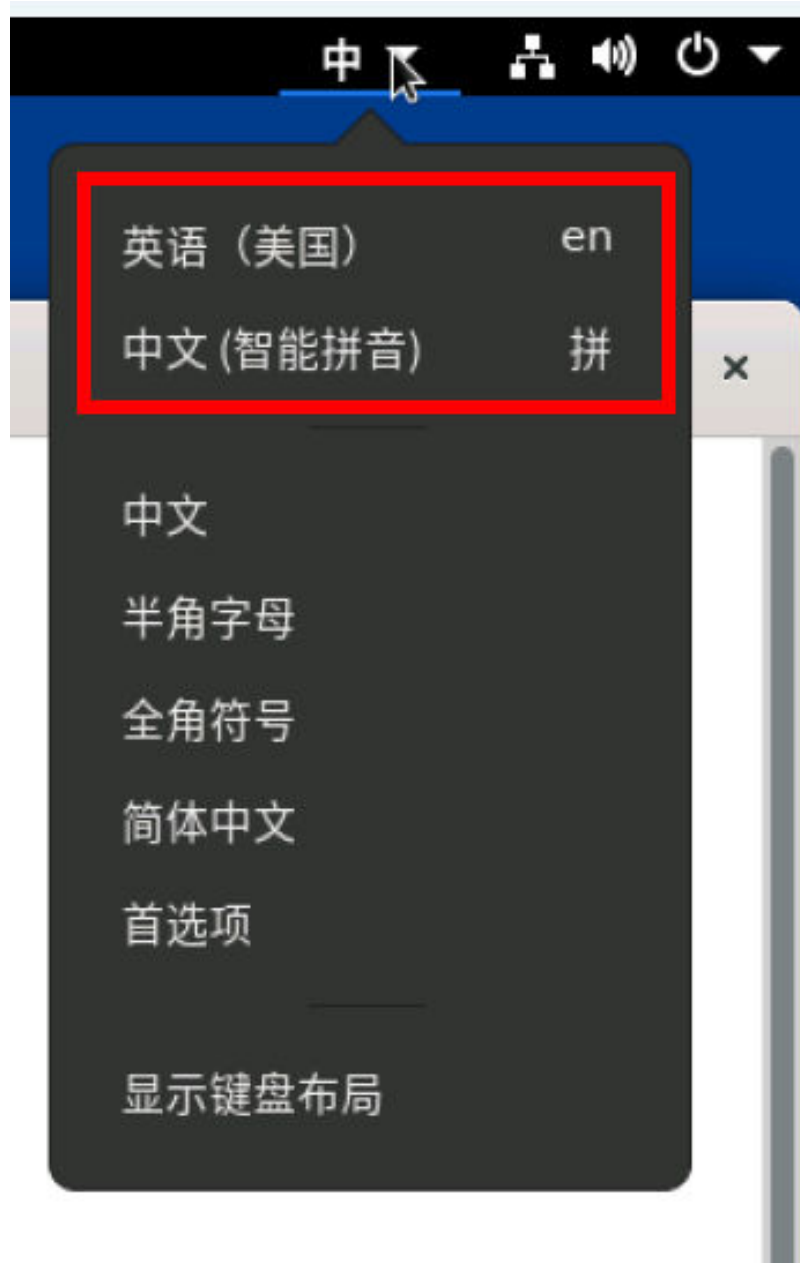 中
英语（美国） en
中文 (智能拼音) 拼
中文
半角字母
全角符号
简体中文
首选项
显示键盘布局